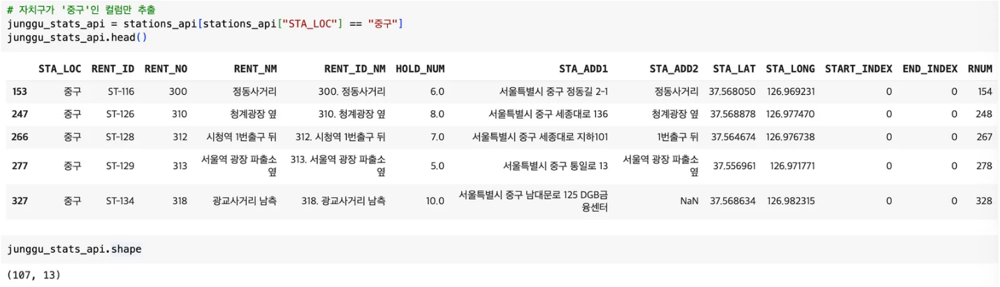 # 자치구가 '중구'인 컬럼만 추출
junggu_stats_api = stations_api[stations_api["STA_LOC"] == "중구"]
junggu_stats_api.head()
STA_LOC RENT_ID RENT_NO RENT_NM RENT_ID_NM HOLD_NUM STA_ADD1 STA_ADD2 STA_LAT STA_LONG START_INDEX END_INDEX RNUM
153 중구 ST-116 300 정동사거리 300. 정동사거리 6.0 서울특별시 중구 정동길 2-1 정동사거리 37.568050 126.969231 0 0 154
247 중구 ST-126 310 청계광장 옆 310. 청계광장 옆 8.0 서울특별시 중구 세종대로 136 청계광장 옆 37.568878 126.977470 0 0 248
266 중구 ST-128 312 시청역 1번출구 뒤 312. 시청역 1번출구 뒤 7.0 서울특별시 중구 세종대로 지하101 1번출구 뒤 37.564674 126.976738 0 0 267
277 중구 ST-129 313 서울역 광장 파출소 옆 313. 서울역 광장 파출소 옆 5.0 서울특별시 중구 통일로 13 서울역 광장 파출소 옆 37.556961 126.971771 0 0 278
327 중구 ST-134 318 광교사거리 남측 318. 광교사거리 남측 10.0 서울특별시 중구 남대문로 125 DGB금융센터 NaN 37.568634 126.982315 0 0 328
junggu_stats_api.shape
(107, 13)